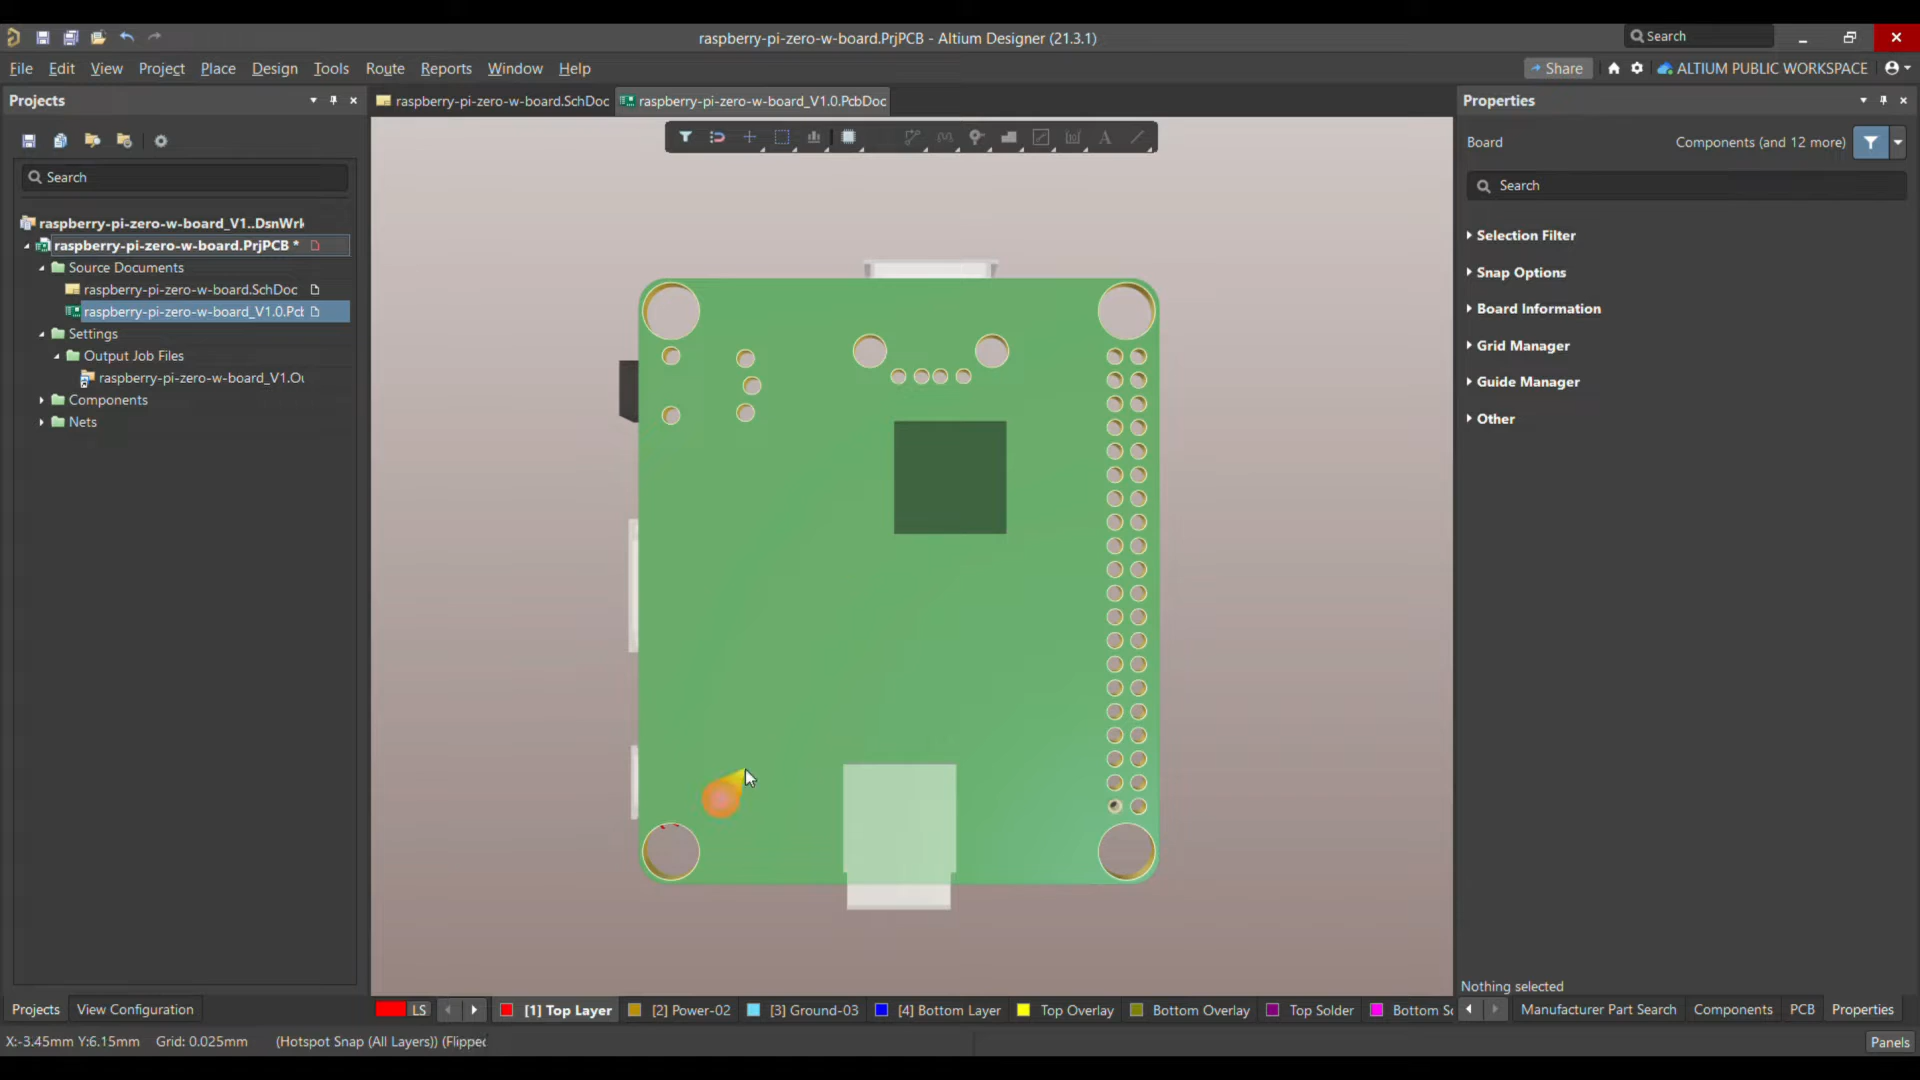 raspberry-pi-zero-w-board.PrjPCB - Altium Designer (21.3.1)
Search
File Edit View Project Place Design Tools Route Reports Window Help
Share
ALTIUM PUBLIC WORKSPACE
Projects
raspberry-pi-zero-w-board.SchDoc
raspberry-pi-zero-w-board_V1.0.PcbDoc
Properties
Board
Components (and 12 more)
Search
Search
raspberry-pi-zero-w-board_V1..DsnWrk
raspberry-pi-zero-w-board.PrjPCB *
Source Documents
raspberry-pi-zero-w-board.SchDoc
raspberry-pi-zero-w-board_V1.0.Pcb
Settings
Output Job Files
raspberry-pi-zero-w-board_V1.Ou
Components
Nets
Selection Filter
Snap Options
Board Information
Grid Manager
Guide Manager
Other
Nothing selected
Projects View Configuration
LS
[1] Top Layer
[2] Power-02
[3] Ground-03
[4] Bottom Layer
Top Overlay
Bottom Overlay
Top Solder
Bottom So
Manufacturer Part Search Components PCB Properties
X:-3.45mm Y:6.15mm Grid: 0.025mm (Hotspot Snap (All Layers)) (Flipped
Panels